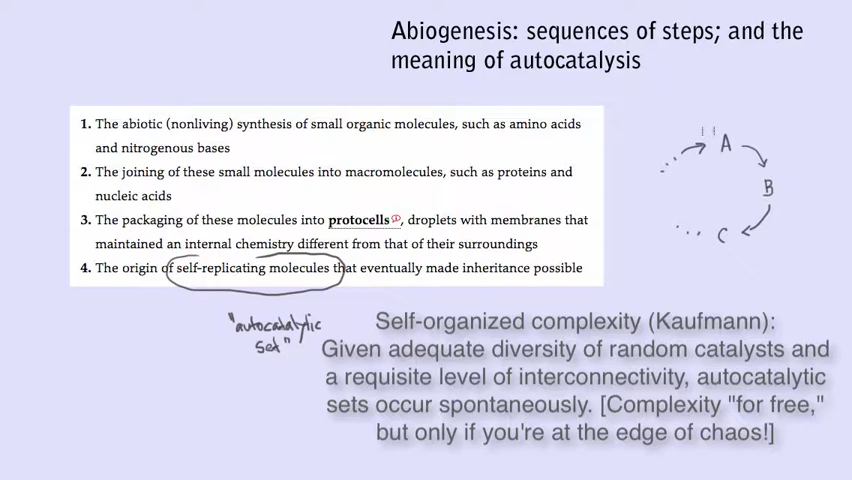 Abiogenesis: sequences of steps; and the
meaning of autocatalysis
1. The abiotic (nonliving) synthesis of small organic molecules, such as amino acids
and nitrogenous bases
2. The joining of these small molecules into macromolecules, such as proteins and
nucleic acids
3. The packaging of these molecules into protocells, droplets with membranes that
maintained an internal chemistry different from that of their surroundings
4. The origin of self-replicating molecules that eventually made inheritance possible
A
B
C
"autocatalytic
set"
Self-organized complexity (Kaufmann):
Given adequate diversity of random catalysts and
a requisite level of interconnectivity, autocatalytic
sets occur spontaneously. [Complexity "for free,"
but only if you're at the edge of chaos!]